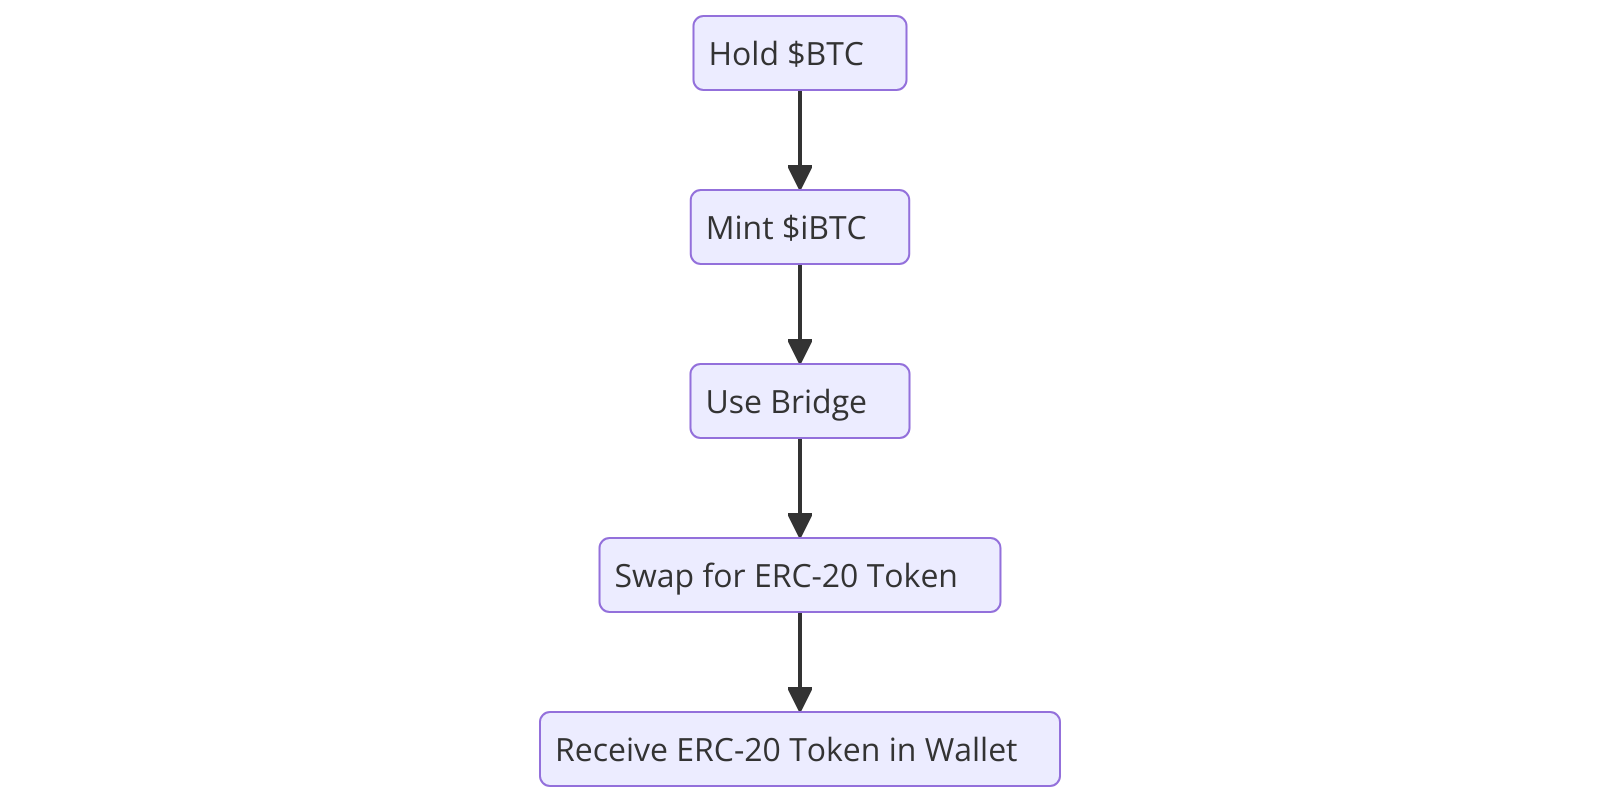 Hold $BTC
Mint $iBTC
Use Bridge
Swap for ERC-20 Token
Receive ERC-20 Token in Wallet